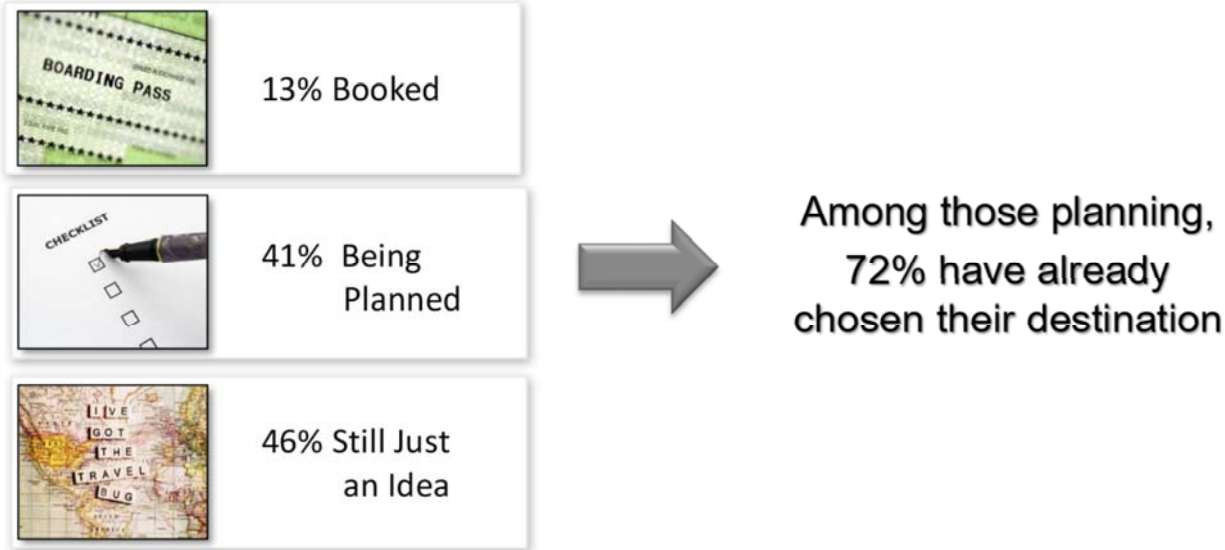 BOARDING PASS
13% Booked
CHECKLIST
41% Being
Planned
Among those planning,
72% have already
chosen their destination
I'VE
GOT
THE
TRAVEL
BUG
46% Still Just
an Idea